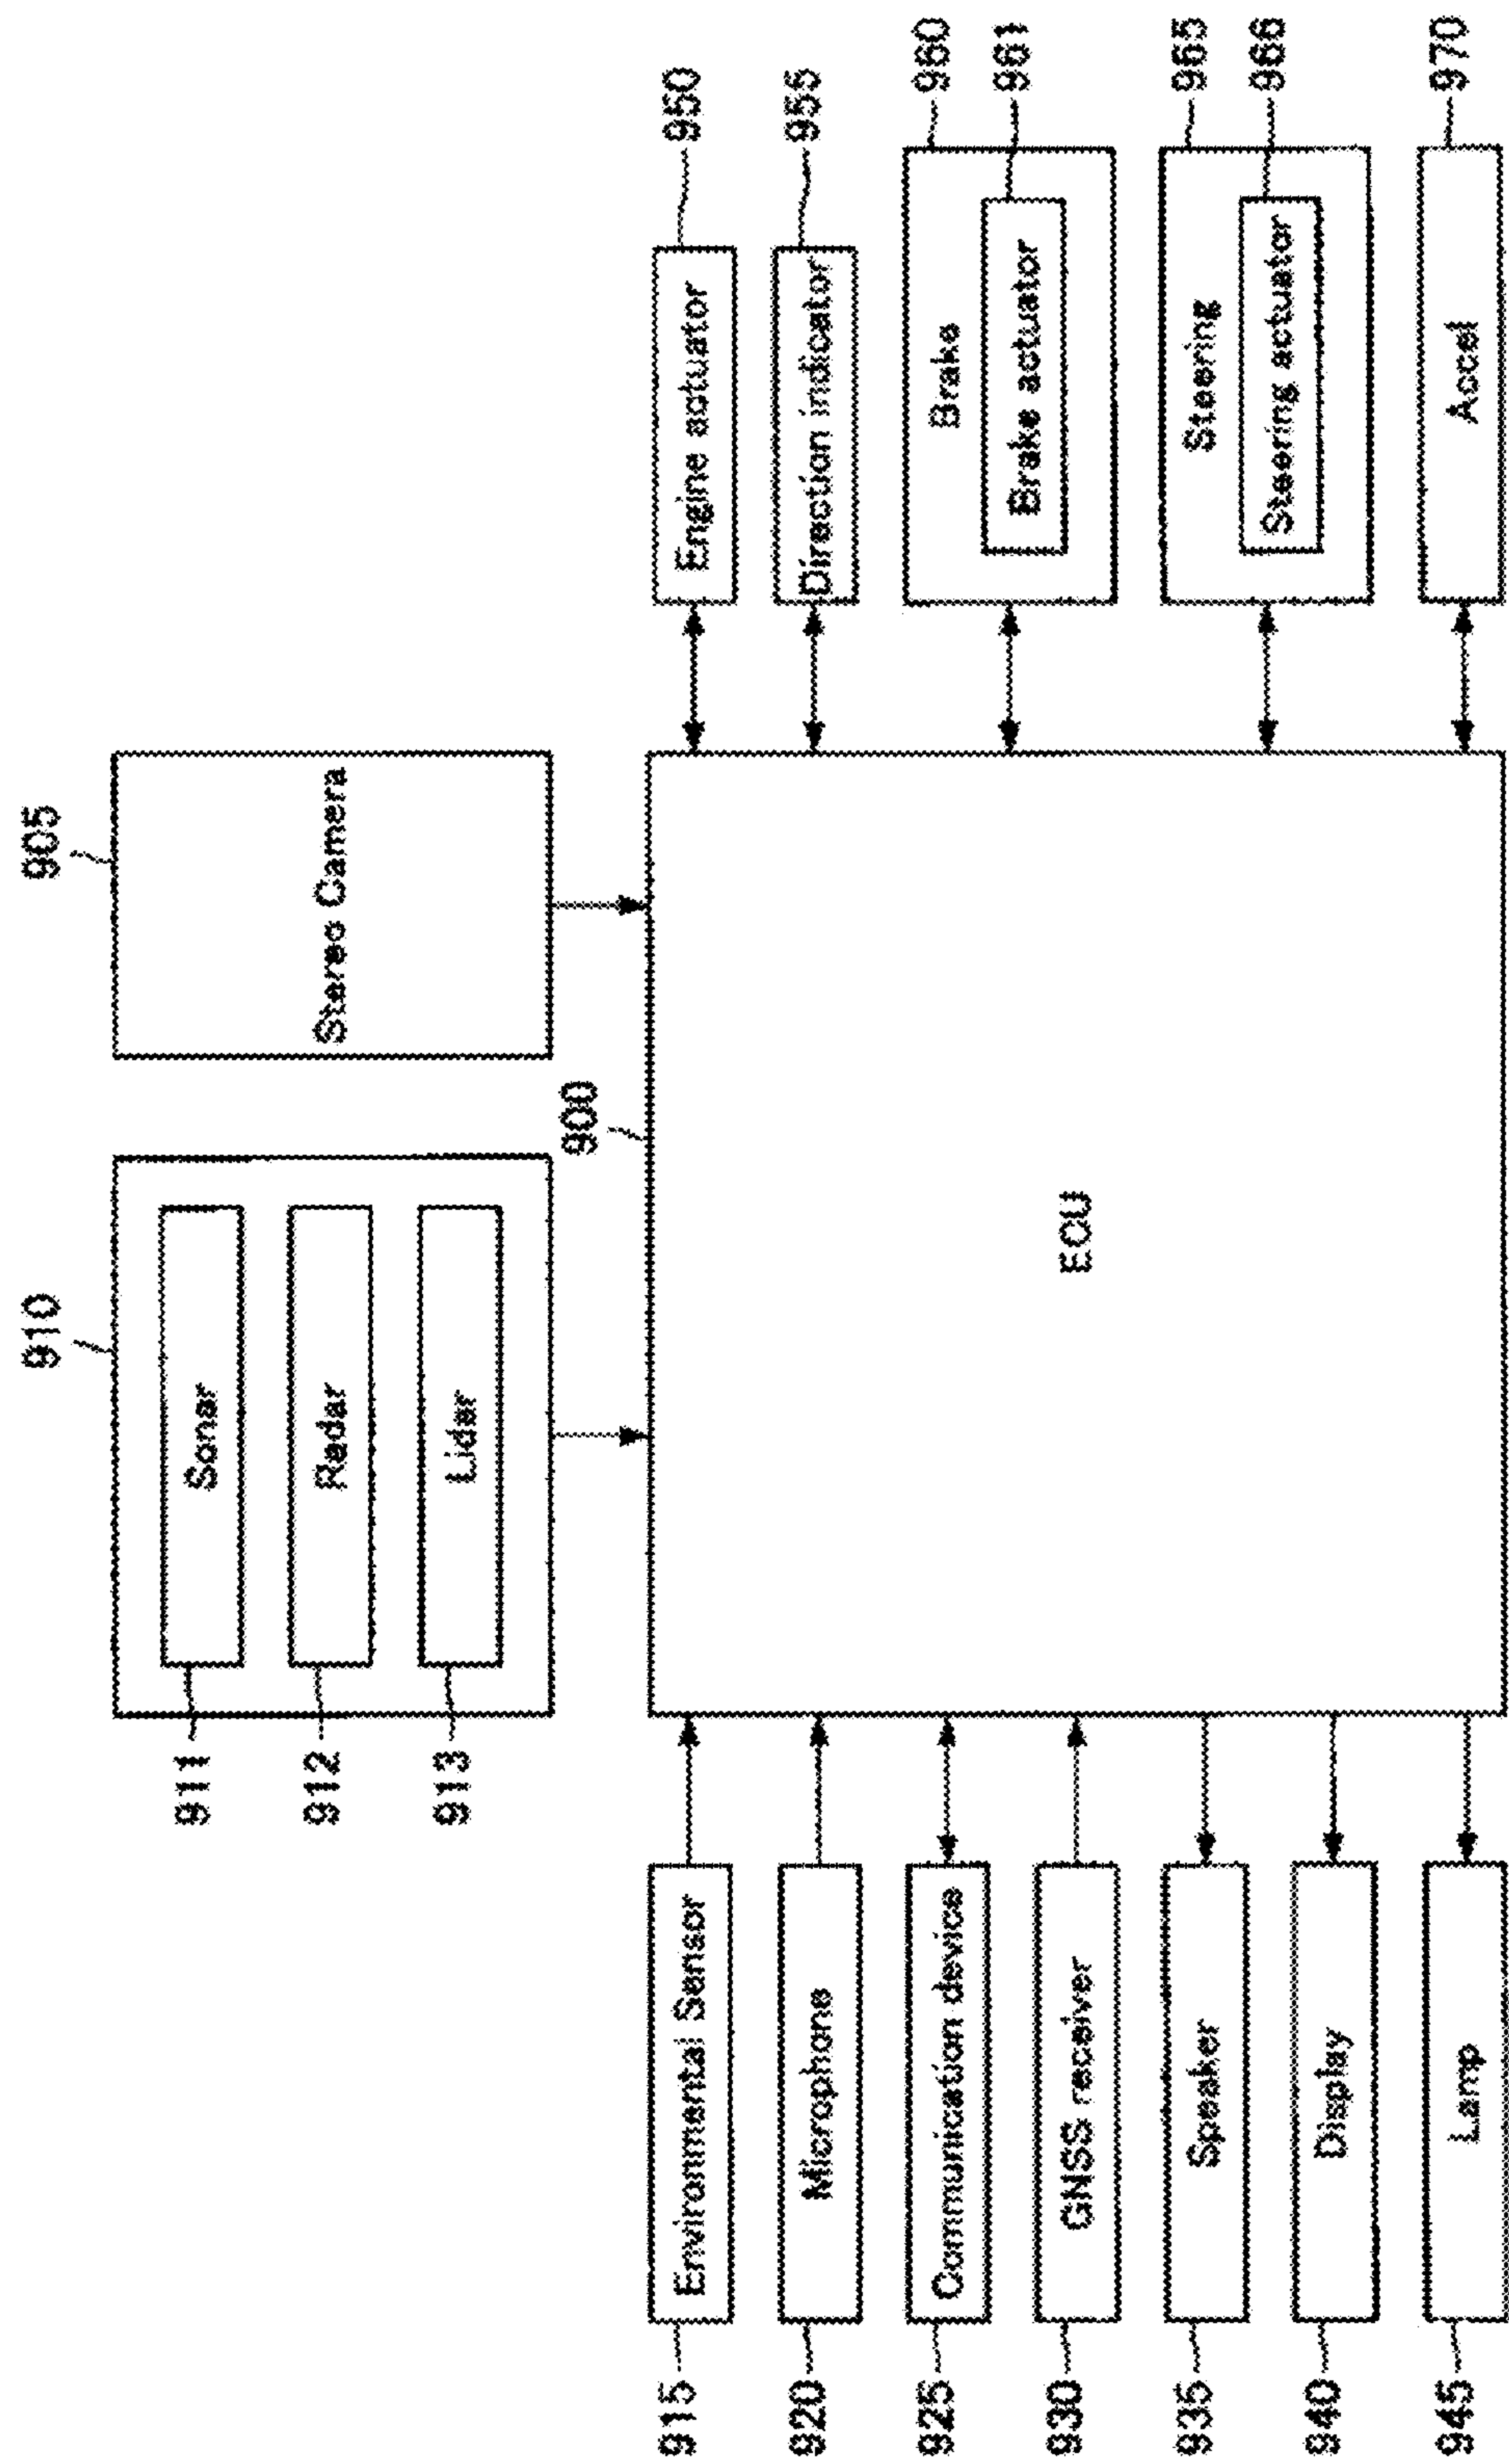 910
905
911
Sonar
912
Radar
913
Lidar
Stereo Camera
900
ECU
915
Environmental Sensor
920
Microphone
925
Communication device
930
GNSS receiver
935
Speaker
940
Display
945
Lamp
Engine actuator
950
Direction indicator
955
Brake
960
Brake actuator
961
Steering
965
Steering actuator
966
Accel
970